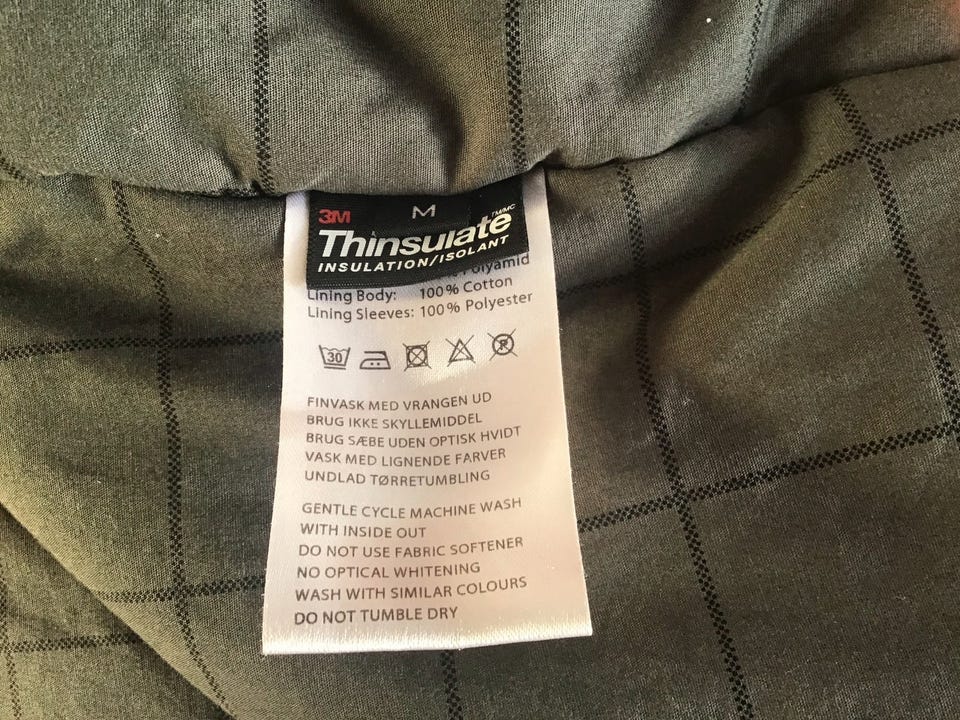 3M M
Thinsulate TM/MC
INSULATION/ISOLANT
Polyamid
Lining Body: 100% Cotton
Lining Sleeves: 100% Polyester
30 P
FINVASK MED VRANGEN UD
BRUG IKKE SKYLLEMIDDEL
BRUG SÆBE UDEN OPTISK HVIDT
VASK MED LIGNENDE FARVER
UNDLAD TØRRETUMBLING
GENTLE CYCLE MACHINE WASH
WITH INSIDE OUT
DO NOT USE FABRIC SOFTENER
NO OPTICAL WHITENING
WASH WITH SIMILAR COLOURS
DO NOT TUMBLE DRY